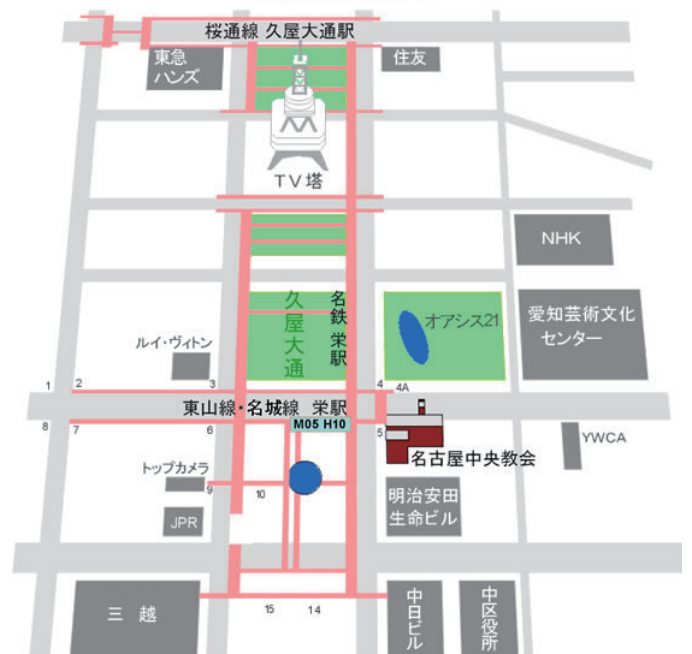 桜通線 久屋大通駅
東急
ハンズ
住友
TV塔
NHK
久屋大通
名鉄 栄駅
オアシス21
愛知芸術文化
センター
ルイ・ヴィトン
1
2
3
4
4A
東山線・名城線 栄駅
8
7
6
M05 H10
5
名古屋中央教会
YWCA
トップカメラ
9
10
明治安田
生命ビル
JPR
三越
15
14
中日ビル
中区役所